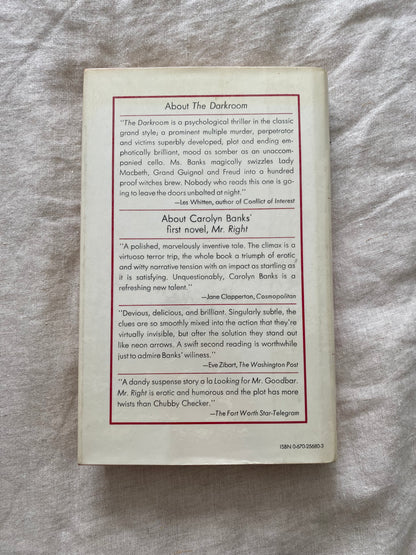 About The Darkroom
"The Darkroom is a psychological thriller in the classic
grand style; a prominent multiple murder, perpetrator
and victims superbly developed, plot and ending em-
phatically brilliant, mood as somber as an unaccom-
panied cello. Ms. Banks magically swizzles Lady
Macbeth, Grand Guignol and Freud into a hundred
proof witches brew. Nobody who reads this one is go-
ing to leave the doors unbolted at night."
—Les Whitten, author of Conflict of Interest
About Carolyn Banks'
first novel, Mr. Right
"A polished, marvelously inventive tale. The climax is a
virtuoso terror trip, the whole book a triumph of erotic
and witty narrative tension with an impact as startling as
it is satisfying. Unquestionably, Carolyn Banks is a
refreshing new talent."
—Jane Clapperton, Cosmopolitan
"Devious, delicious, and brilliant. Singularly subtle, the
clues are so smoothly mixed into the action that they're
virtually invisible, but after the solution they stand out
like neon arrows. A swift second reading is worthwhile
just to admire Banks' wiliness."
—Eve Zibart, The Washington Post
"A dandy suspense story a la Looking for Mr. Goodbar.
Mr. Right is erotic and humorous and the plot has more
twists than Chubby Checker."
—The Fort Worth Star-Telegram
ISBN 0-670-25680-3